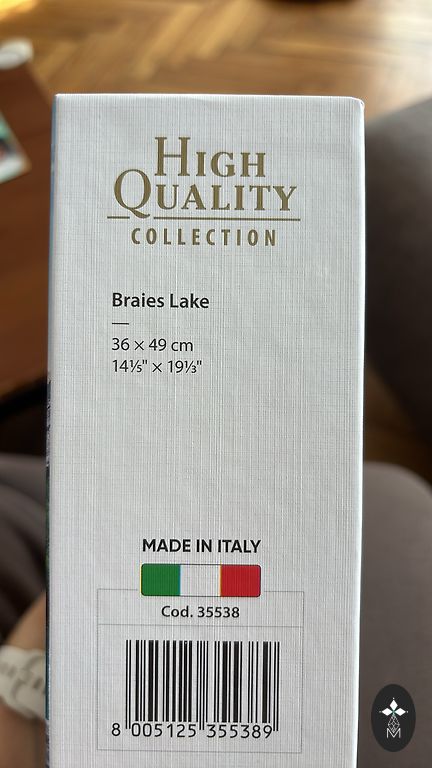 HIGH
QUALITY
COLLECTION
Braies Lake
—
36 × 49 cm
14⅕" × 19⅓"
MADE IN ITALY
Cod. 35538
8 005125 355389
M